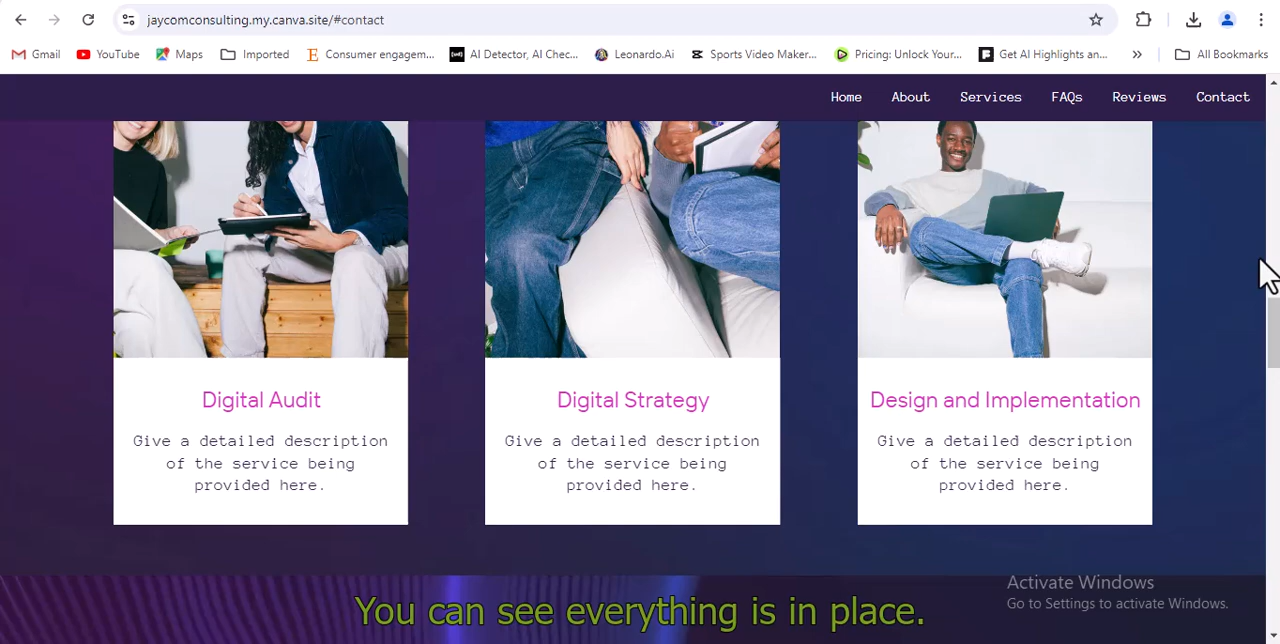 jaycomconsulting.my.canva.site/#contact
Gmail YouTube Maps Imported Consumer engagem... AI Detector, AI Chec... Leonardo.Ai Sports Video Maker... Pricing: Unlock Your... Get AI Highlights an... » All Bookmarks
Home About Services FAQs Reviews Contact
Digital Audit
Give a detailed description
of the service being
provided here.
Digital Strategy
Give a detailed description
of the service being
provided here.
Design and Implementation
Give a detailed description
of the service being
provided here.
Activate Windows
Go to Settings to activate Windows.
You can see everything is in place.